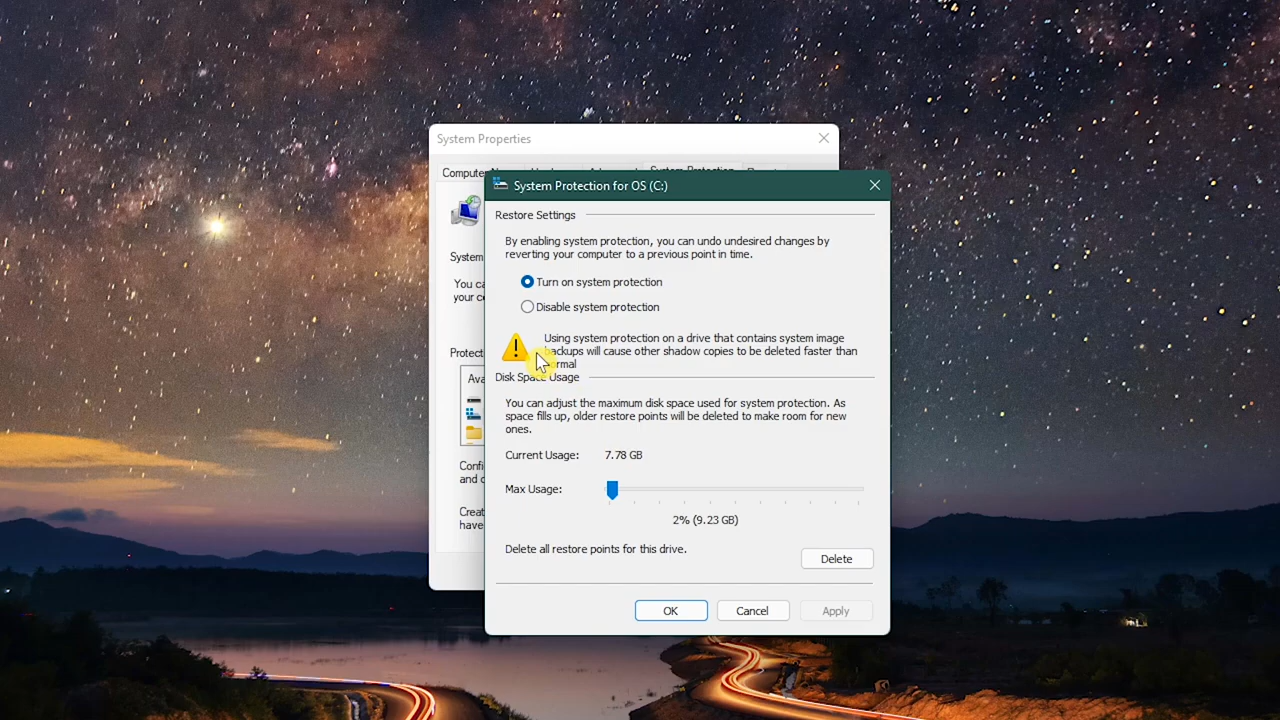 System Properties
Computer
System Protection
System Protection for OS (C:)
Restore Settings
By enabling system protection, you can undo undesired changes by
reverting your computer to a previous point in time.
Turn on system protection
Disable system protection
Using system protection on a drive that contains system image
backups will cause other shadow copies to be deleted faster than
normal
Disk Space Usage
You can adjust the maximum disk space used for system protection. As
space fills up, older restore points will be deleted to make room for new
ones.
Current Usage: 7.78 GB
Max Usage:
2% (9.23 GB)
Delete all restore points for this drive.
Delete
OK Cancel Apply
System
You ca
your co
Protect
Ava
Confi
and c
Creat
have